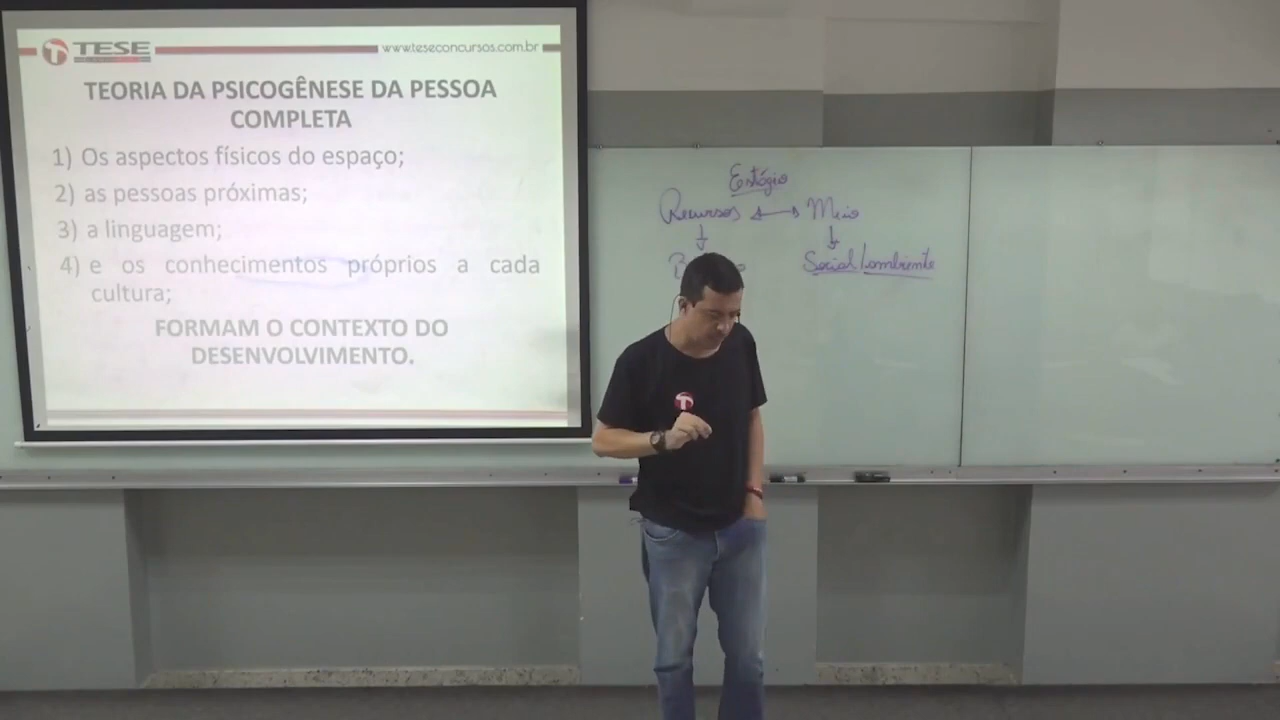 TESE
www.teseconcursos.com.br
TEORIA DA PSICOGÊNESE DA PESSOA
COMPLETA
1) Os aspectos físicos do espaço;
2) as pessoas próximas;
3) a linguagem;
4) e os conhecimentos próprios a cada
cultura;
FORMAM O CONTEXTO DO
DESENVOLVIMENTO.
Estágio
Recursos ↔ Meio
Social/ambiente